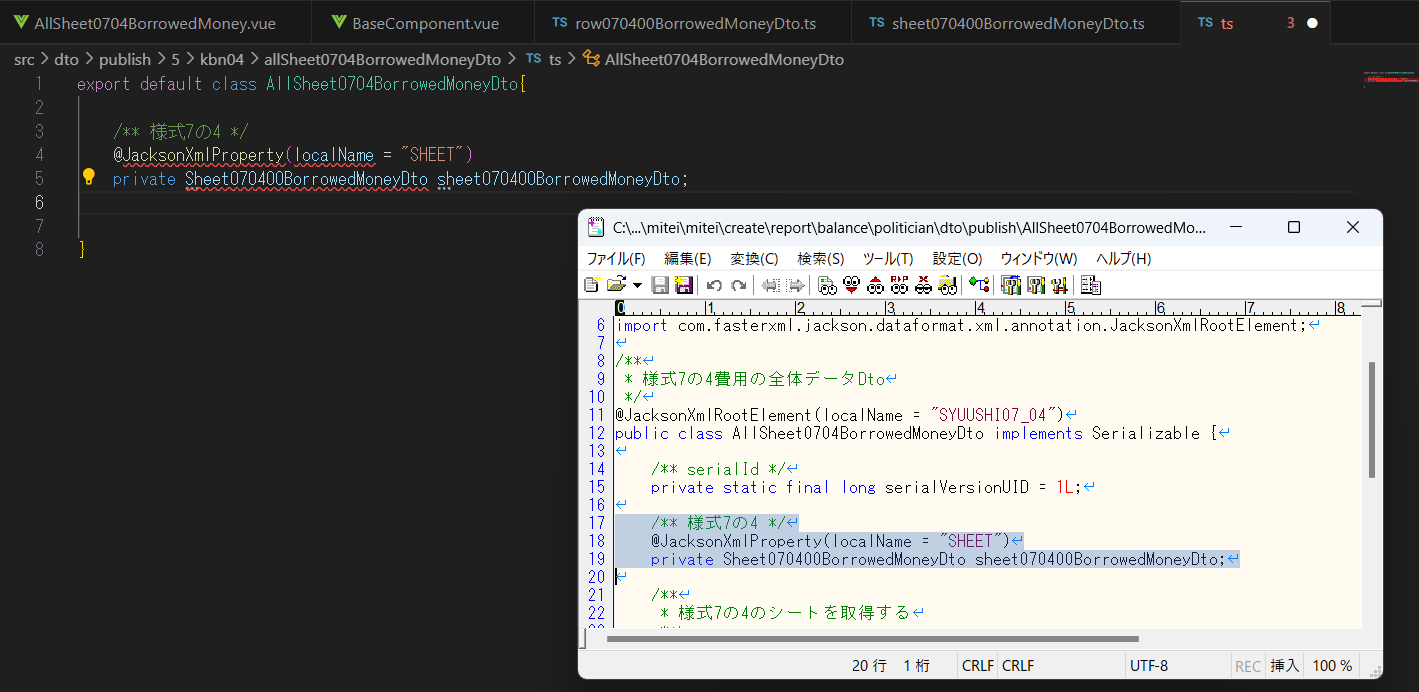 AllSheet0704BorrowedMoney.vue BaseComponent.vue TS row070400BorrowedMoneyDto.ts TS sheet070400BorrowedMoneyDto.ts TS ts 3
src > dto > publish > 5 > kbn04 > allSheet0704BorrowedMoneyDto > TS ts > AllSheet0704BorrowedMoneyDto
1 export default class AllSheet0704BorrowedMoneyDto{
2
3 /** 様式7の4 */
4 @JacksonXmlProperty(localName = "SHEET")
5 private Sheet070400BorrowedMoneyDto sheet070400BorrowedMoneyDto;
6
7
8 }
C:\...\mitei\mitei\create\report\balance\politician\dto\publish\AllSheet0704BorrowedMo...
ファイル(F) 編集(E) 変換(C) 検索(S) ツール(T) 設定(O) ウィンドウ(W) ヘルプ(H)
0 1 2 3 4 5 6 7 8
6 import com.fasterxml.jackson.dataformat.xml.annotation.JacksonXmlRootElement;
7
8 /**
9 * 様式7の4費用の全体データDto
10 */
11 @JacksonXmlRootElement(localName = "SYUUSHI07_04")
12 public class AllSheet0704BorrowedMoneyDto implements Serializable {
13
14 /** serialId */
15 private static final long serialVersionUID = 1L;
16
17 /** 様式7の4 */
18 @JacksonXmlProperty(localName = "SHEET")
19 private Sheet070400BorrowedMoneyDto sheet070400BorrowedMoneyDto;
20
21 /**
22 * 様式7の4のシートを取得する
20 行 1 桁 CRLF CRLF UTF-8 REC 挿入 100 %